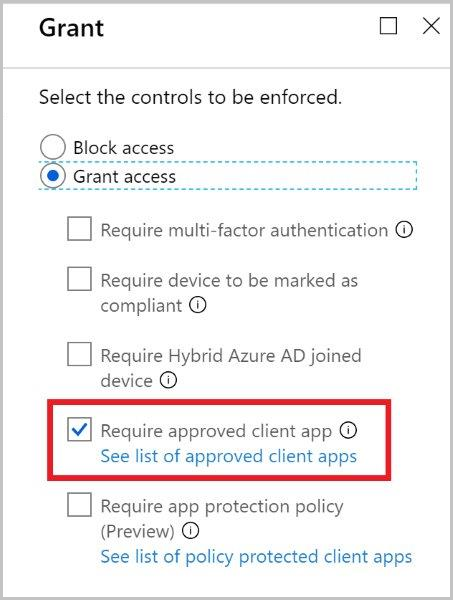 Grant
Select the controls to be enforced.
Block access
Grant access
Require multi-factor authentication
Require device to be marked as
compliant
Require Hybrid Azure AD joined
device
Require approved client app
See list of approved client apps
Require app protection policy
(Preview)
See list of policy protected client apps